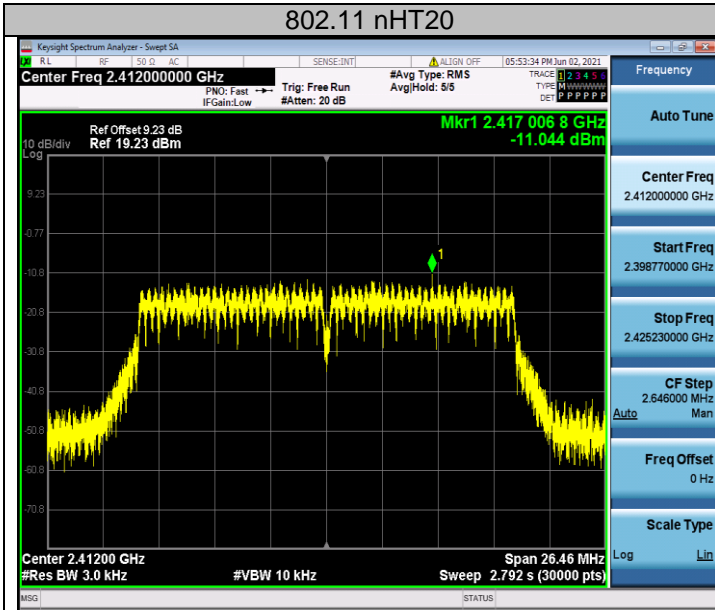 802.11 nHT20
Keysight Spectrum Analyzer - Swept SA
RL RF 50 Ω AC SENSE:INT ALIGN OFF 05:53:34 PM Jun 02, 2021
Center Freq 2.412000000 GHz
PNO: Fast
IFGain:Low
Trig: Free Run
#Atten: 20 dB
#Avg Type: RMS
Avg|Hold: 5/5
TRACE 1 2 3 4 5 6
TYPE M WWWWW
DET P P P P P P
Ref Offset 9.23 dB
10 dB/div Ref 19.23 dBm
Log
Mkr1 2.417 006 8 GHz
-11.044 dBm
9.23
-0.77
-10.8
-20.8
-30.8
-40.8
-50.8
-60.8
-70.8
1
Center 2.41200 GHz Span 26.46 MHz
#Res BW 3.0 kHz #VBW 10 kHz Sweep 2.792 s (30000 pts)
MSG STATUS
Frequency
Auto Tune
Center Freq
2.412000000 GHz
Start Freq
2.398770000 GHz
Stop Freq
2.425230000 GHz
CF Step
2.646000 MHz
Auto Man
Freq Offset
0 Hz
Scale Type
Log Lin